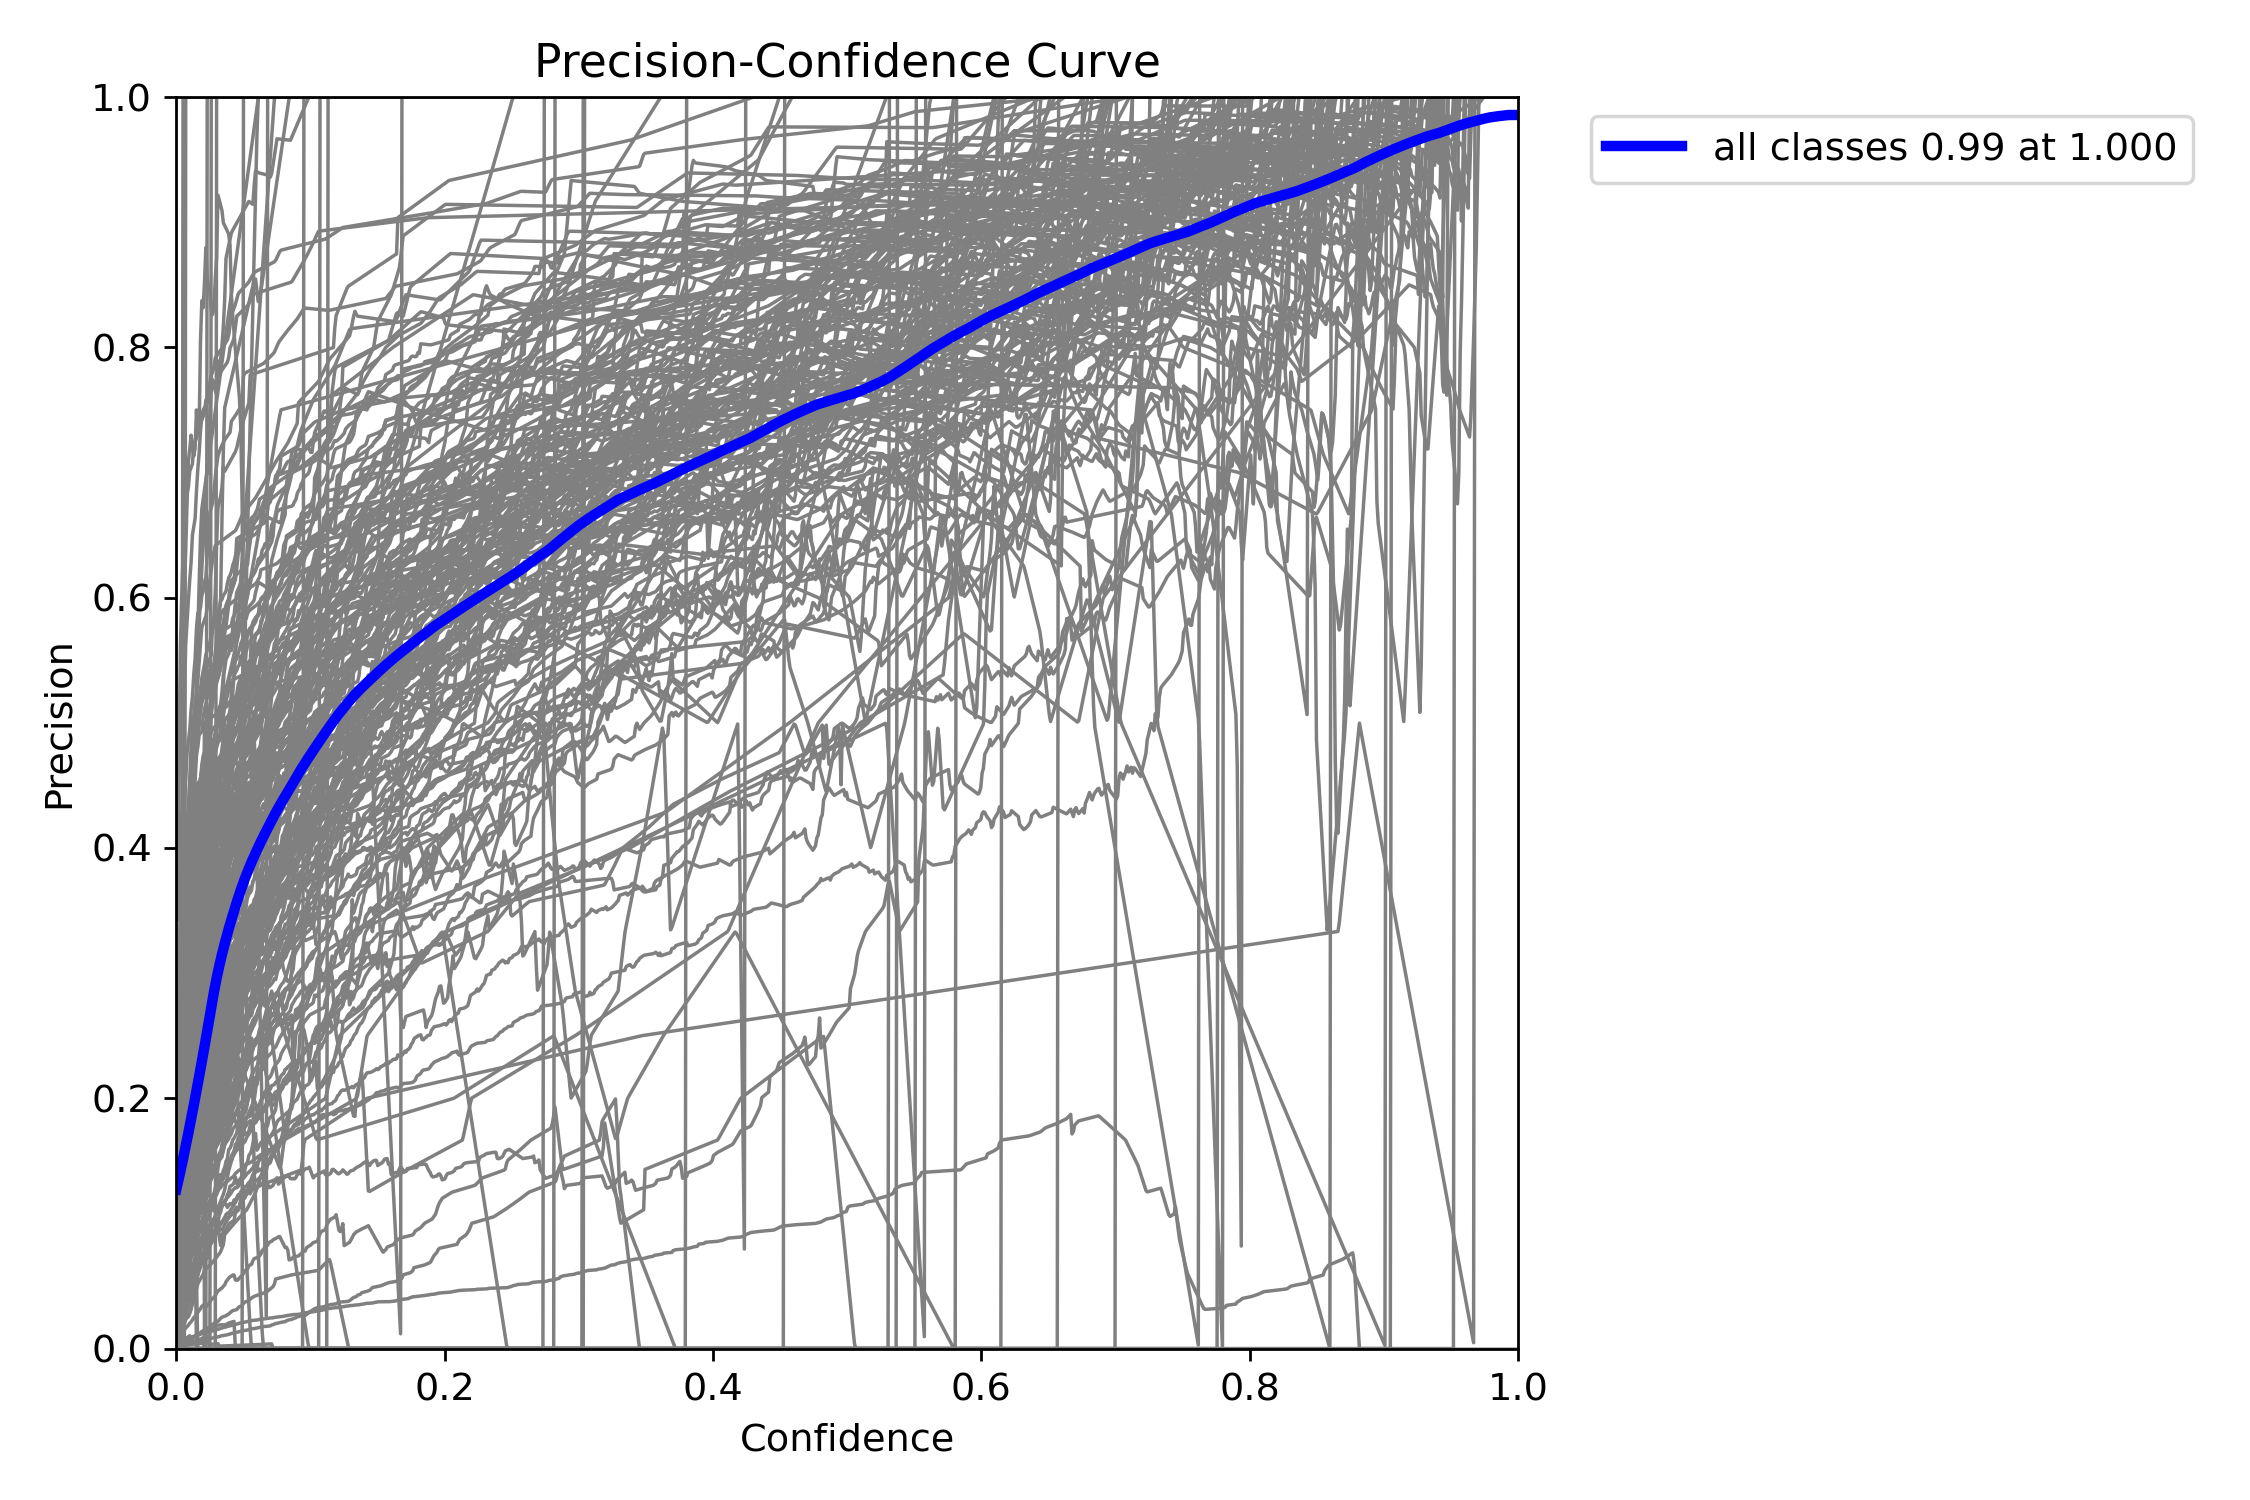 Precision-Confidence Curve
all classes 0.99 at 1.000
Precision
1.0
0.8
0.6
0.4
0.2
0.0
0.0 0.2 0.4 0.6 0.8 1.0
Confidence